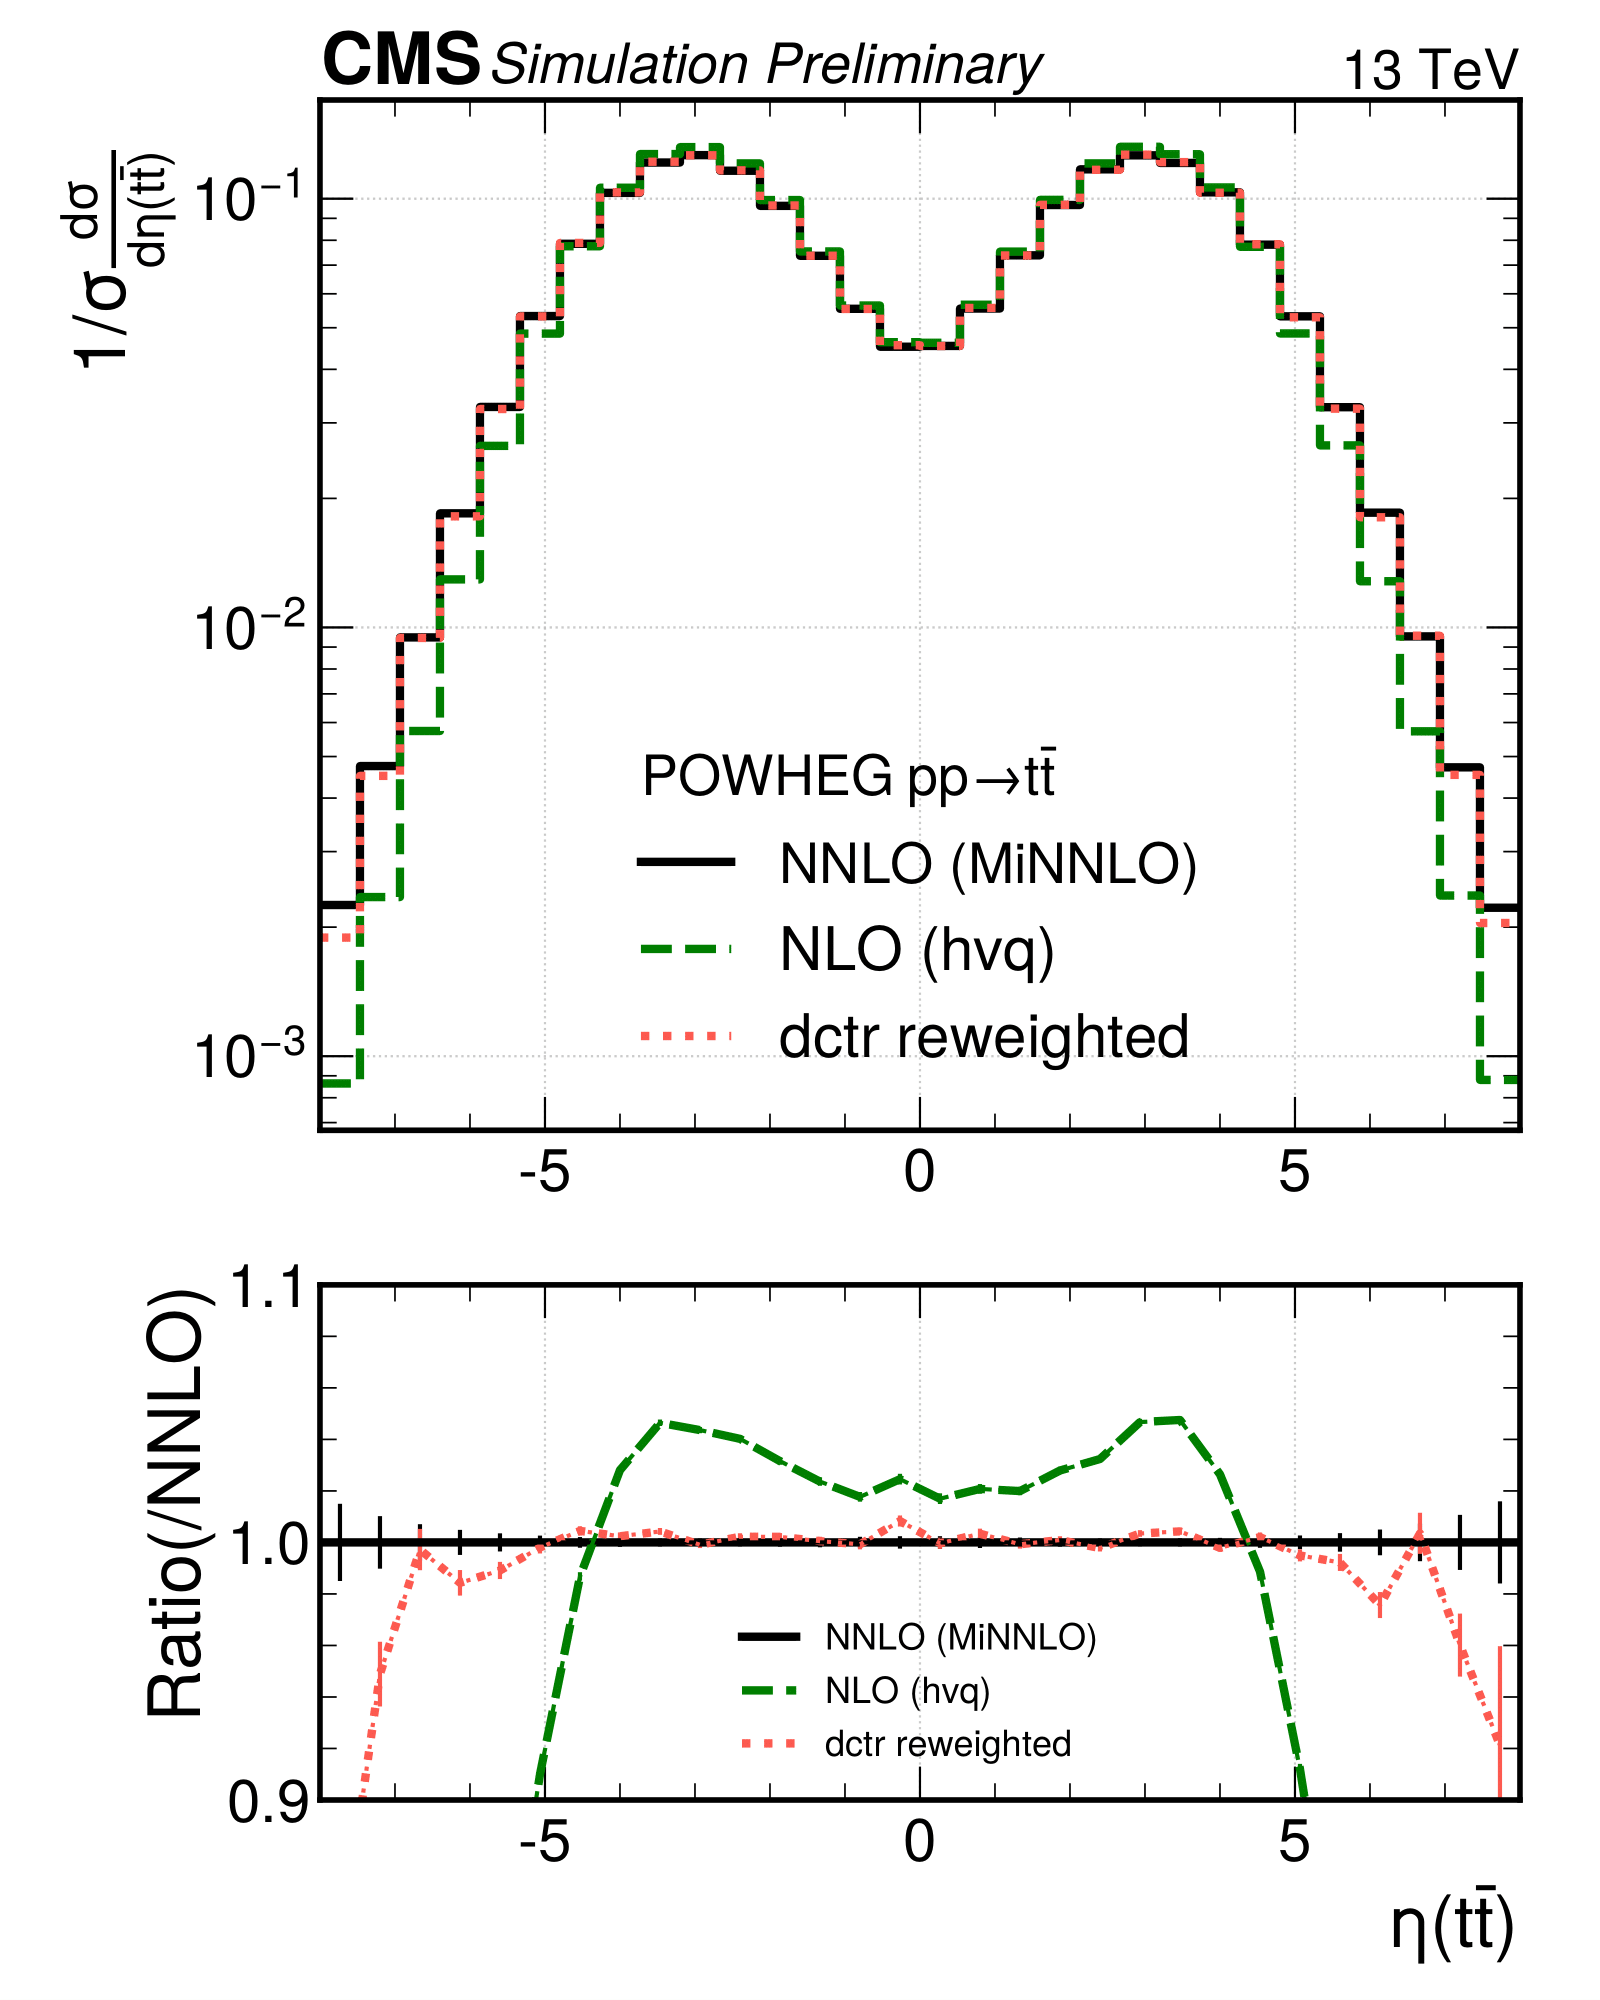 CMS Simulation Preliminary 13 TeV
1/σ dσ/dη(tt̄)
10⁻¹
10⁻²
10⁻³
POWHEG pp→tt̄
NNLO (MiNNLO)
NLO (hvq)
dctr reweighted
-5 0 5
Ratio(/NNLO)
1.1
1.0
0.9
NNLO (MiNNLO)
NLO (hvq)
dctr reweighted
-5 0 5
η(tt̄)